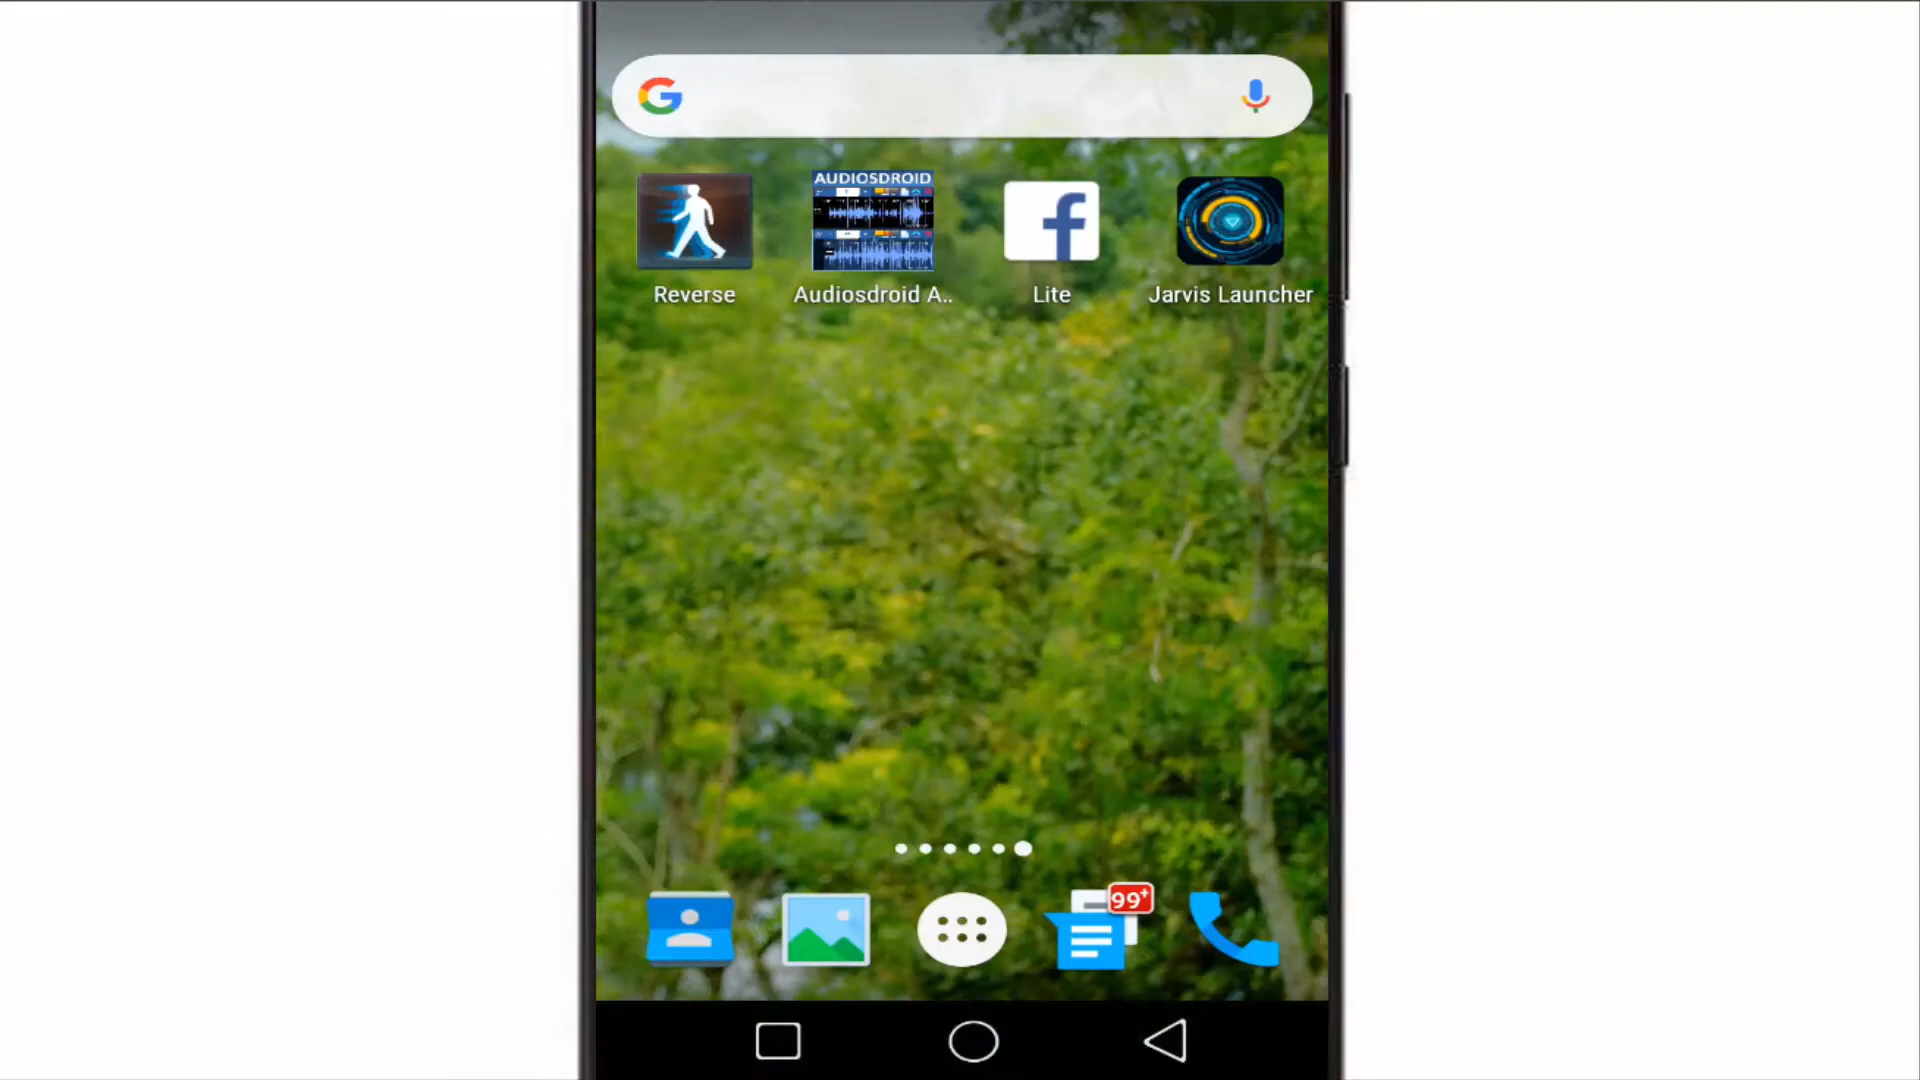 AUDIOSDROID
Reverse
Audiosdroid A..
Lite
Jarvis Launcher
99+